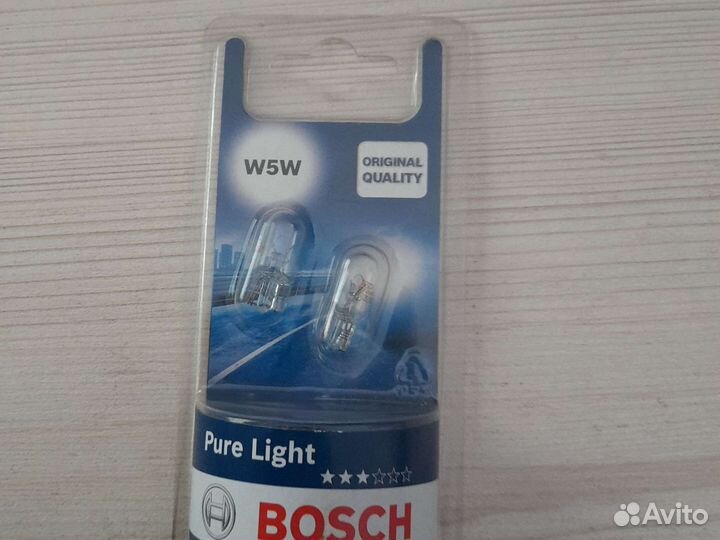 W5W
ORIGINAL
QUALITY
Pure Light
BOSCH
Avito